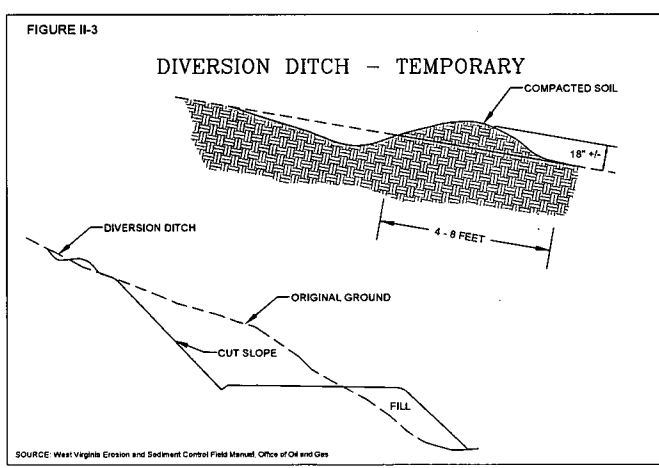 FIGURE II-3
DIVERSION DITCH - TEMPORARY
COMPACTED SOIL
18" +/-
4 - 8 FEET
DIVERSION DITCH
ORIGINAL GROUND
CUT SLOPE
FILL
SOURCE: West Virginia Erosion and Sediment Control Field Manual, Office of Oil and Gas